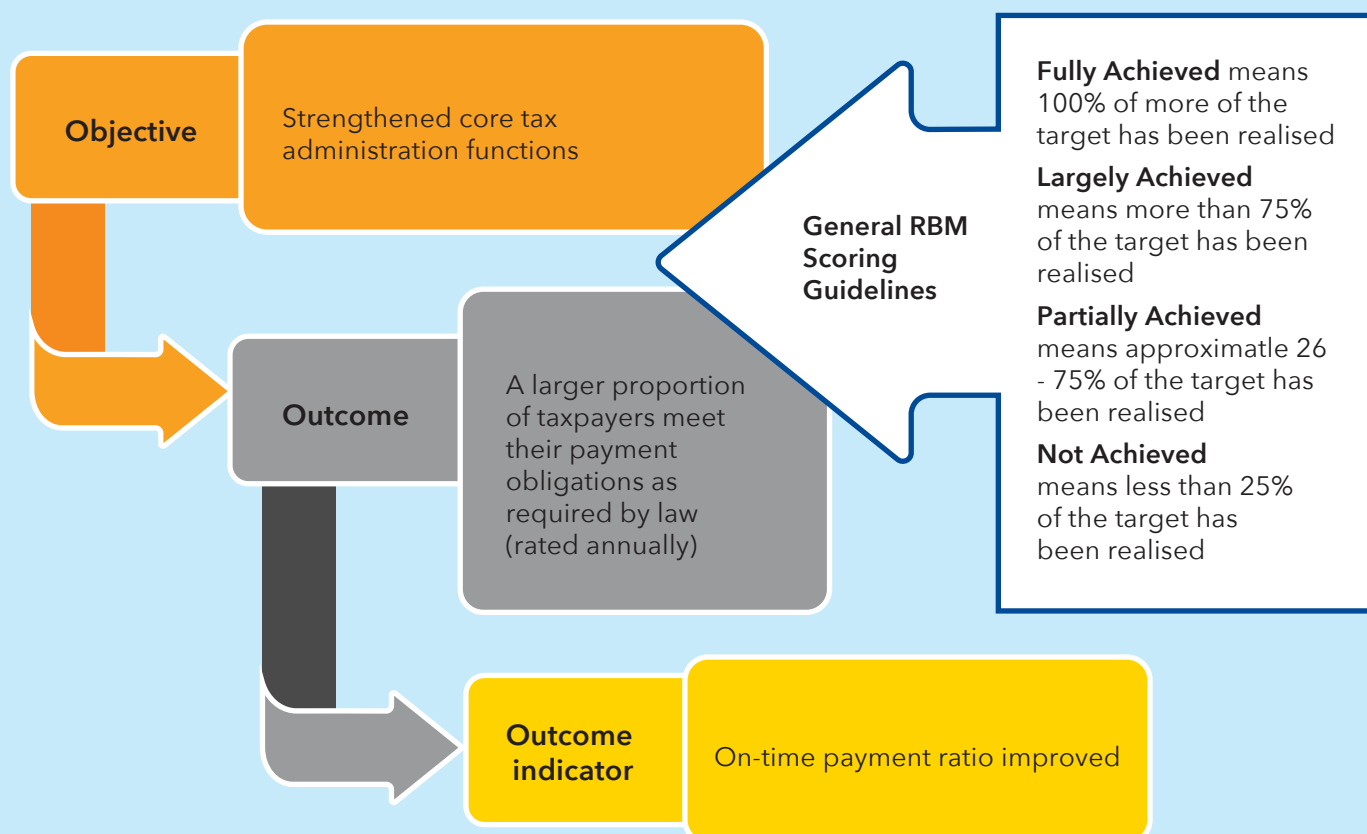 Objective
Strengthened core tax
administration functions
Outcome
A larger proportion
of taxpayers meet
their payment
obligations as
required by law
(rated annually)
Outcome
indicator
On-time payment ratio improved
General RBM
Scoring
Guidelines
Fully Achieved means
100% of more of the
target has been realised
Largely Achieved
means more than 75%
of the target has been
realised
Partially Achieved
means approximatle 26
- 75% of the target has
been realised
Not Achieved
means less than 25%
of the target has
been realised